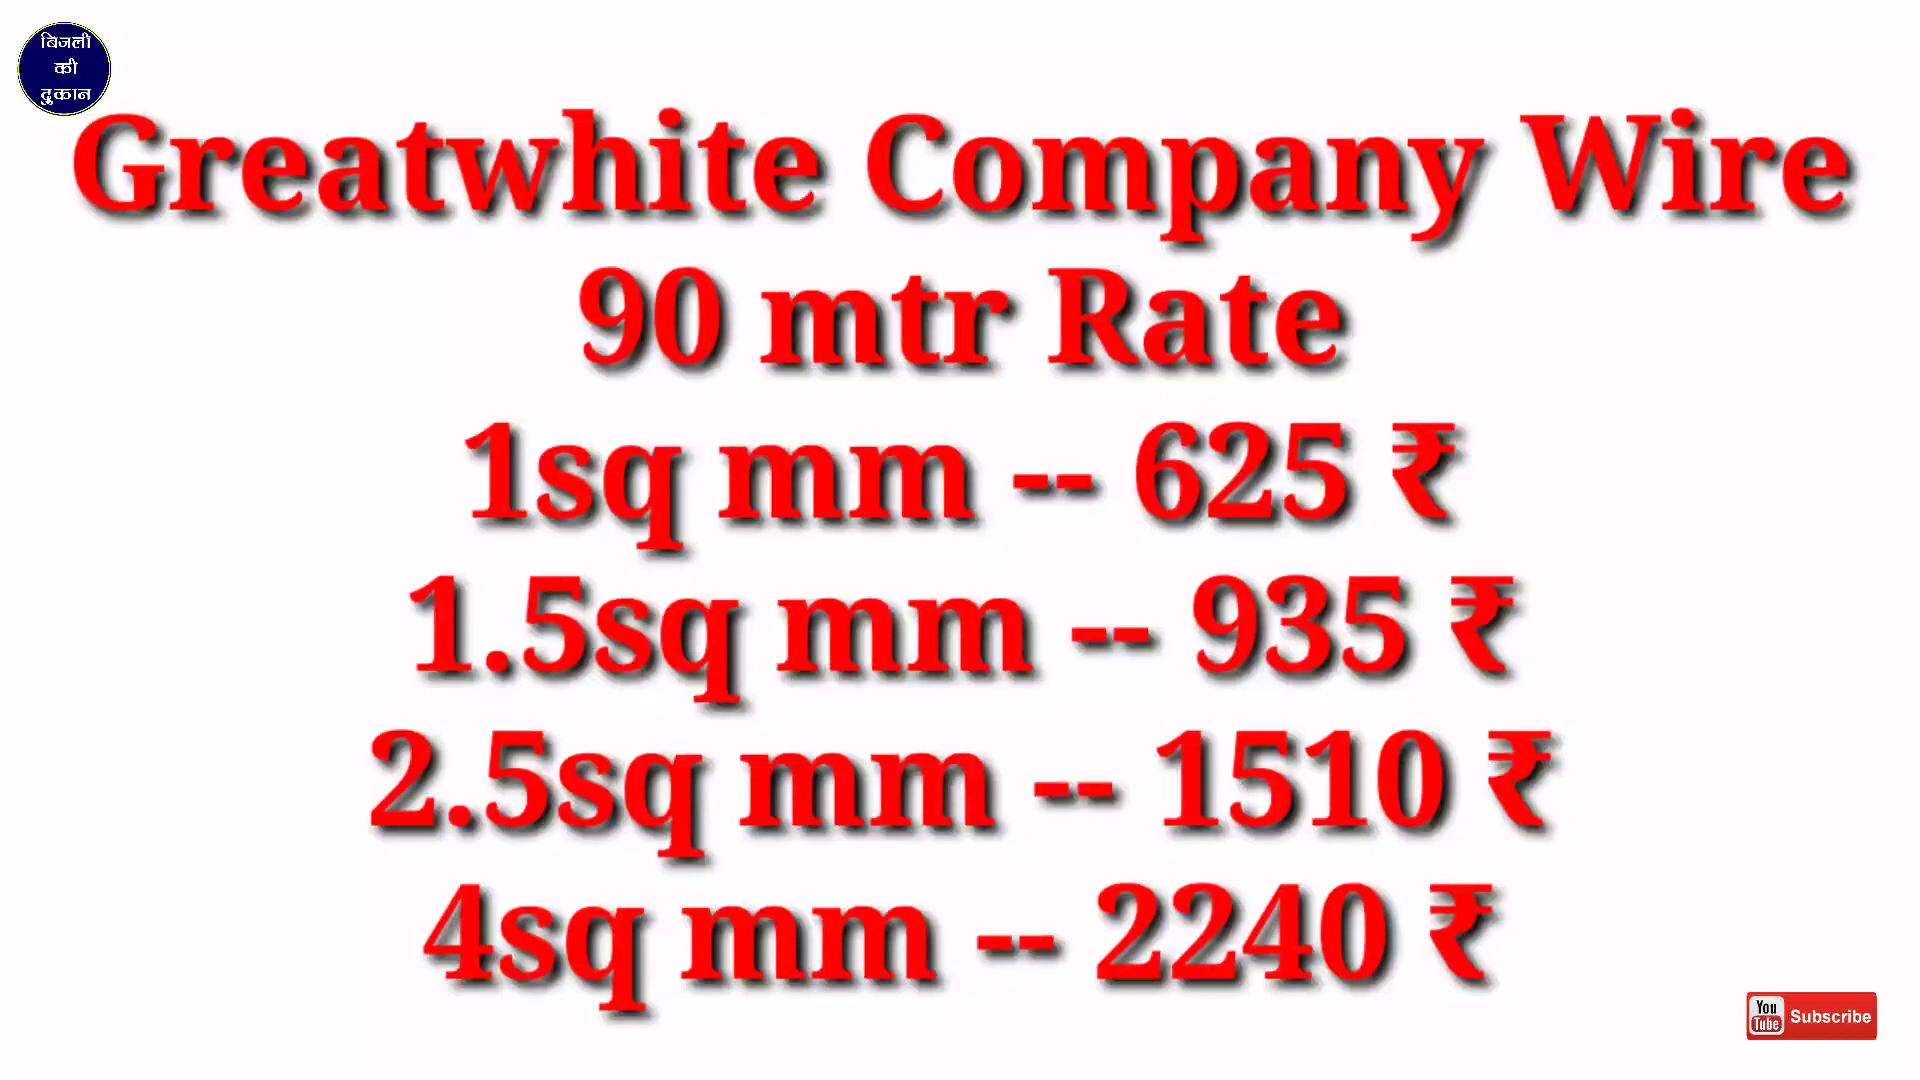 बिजली
की
दुकान
Greatwhite Company Wire
90 mtr Rate
1sq mm -- 625 ₹
1.5sq mm -- 935 ₹
2.5sq mm -- 1510 ₹
4sq mm -- 2240 ₹
You
Tube
Subscribe